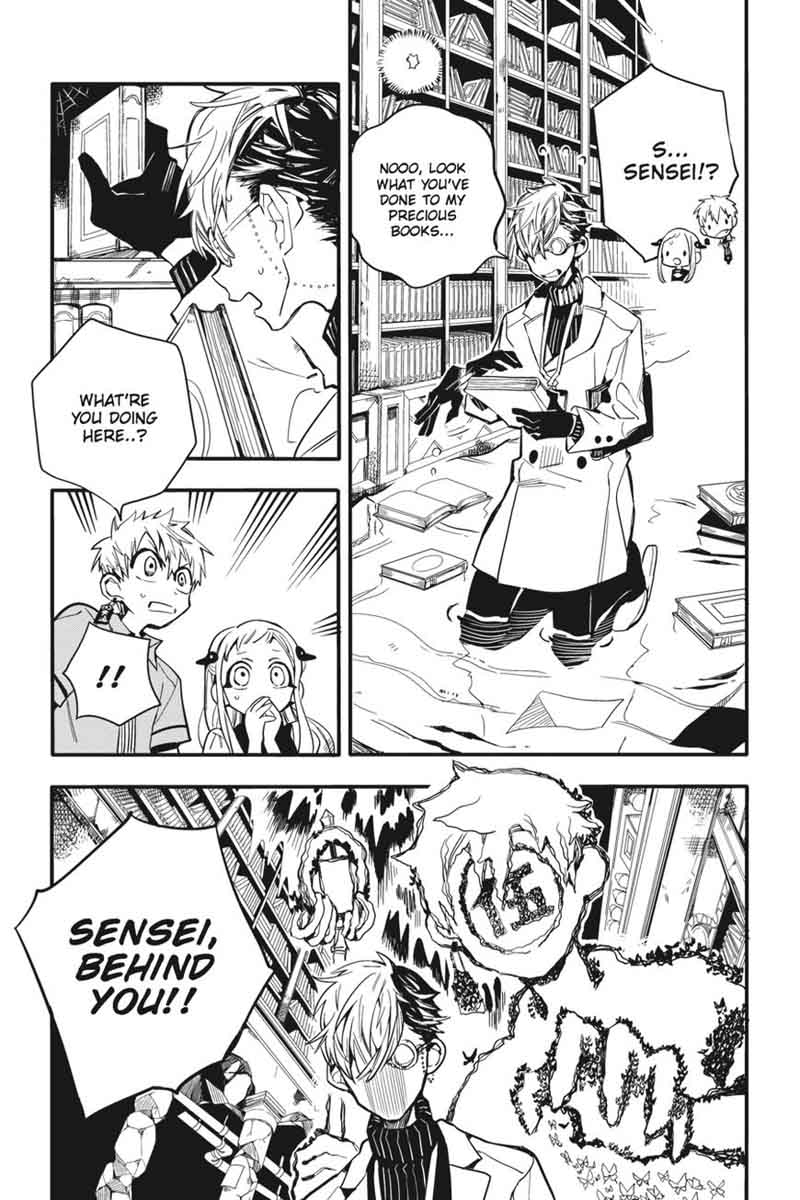 S...
SENSEI!?
NOOO, LOOK
WHAT YOU'VE
DONE TO MY
PRECIOUS
BOOKS...
WHAT'RE
YOU DOING
HERE..?
!!
15
SENSEI,
BEHIND
YOU!!